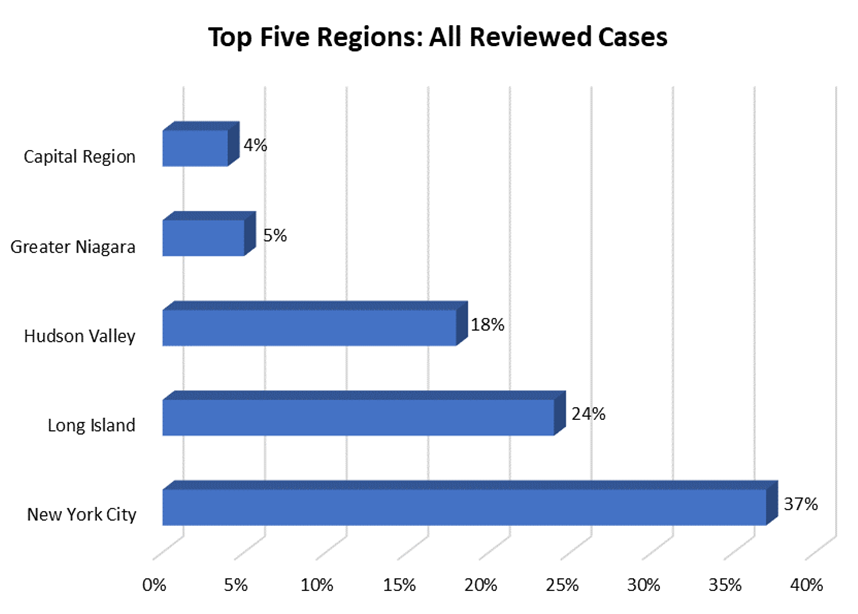 Top Five Regions: All Reviewed Cases
Capital Region
4%
Greater Niagara
5%
Hudson Valley
18%
Long Island
24%
New York City
37%
0% 5% 10% 15% 20% 25% 30% 35% 40%